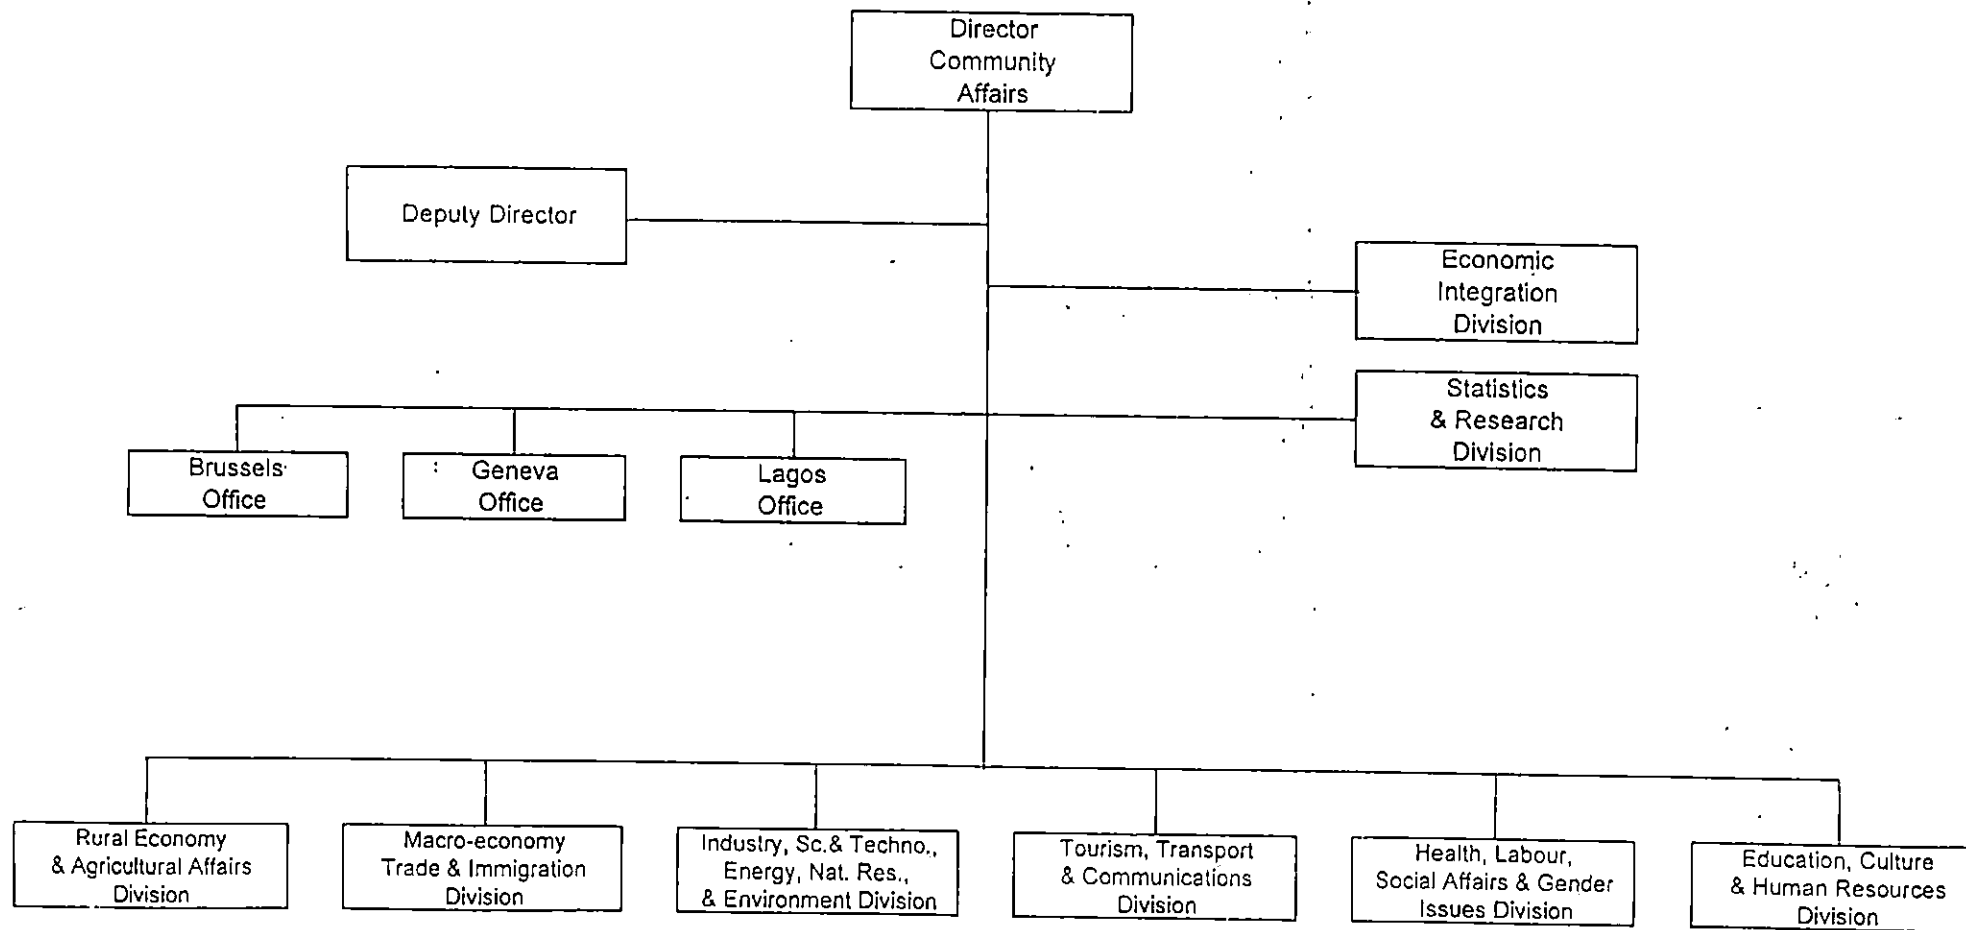 Director
Community
Affairs
Deputy Director
Economic
Integration
Division
Statistics
& Research
Division
Brussels
Office
Geneva
Office
Lagos
Office
Rural Economy
& Agricultural Affairs
Division
Macro-economy
Trade & Immigration
Division
Industry, Sc.& Techno.,
Energy, Nat. Res.,
& Environment Division
Tourism, Transport
& Communications
Division
Health, Labour,
Social Affairs & Gender
Issues Division
Education, Culture
& Human Resources
Division